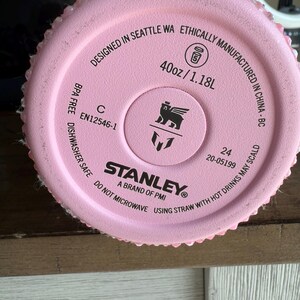 DESIGNED IN SEATTLE WA
ETHICALLY MANUFACTURED IN CHINA - BC
40oz / 1.18L
BPA FREE
C
EN12546-1
24
20-05199
STANLEY®
A BRAND OF PMI
DISHWASHER SAFE
DO NOT MICROWAVE
USING STRAW WITH HOT DRINKS MAY SCALD